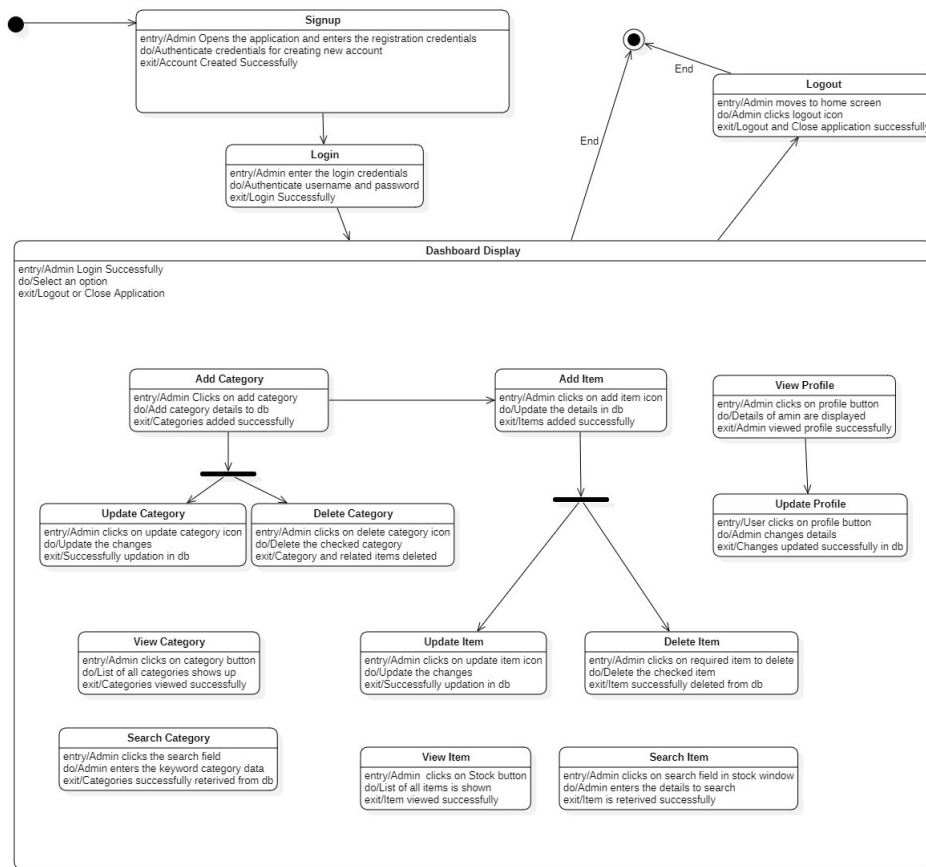 Signup
entry/Admin Opens the application and enters the registration credentials
do/Authenticate credentials for creating new account
exit/Account Created Successfully
End
Logout
entry/Admin moves to home screen
do/Admin clicks logout icon
exit/Logout and Close application successfully
End
Login
entry/Admin enter the login credentials
do/Authenticate username and password
exit/Login Successfully
Dashboard Display
entry/Admin Login Successfully
do/Select an option
exit/Logout or Close Application
Add Category
entry/Admin Clicks on add category
do/Add category details to db
exit/Categories added successfully
Add Item
entry/Admin clicks on add item icon
do/Update the details in db
exit/Items added successfully
View Profile
entry/Admin clicks on profile button
do/Details of amin are displayed
exit/Admin viewed profile successfully
Update Category
entry/Admin clicks on update category icon
do/Update the changes
exit/Successfully updation in db
Delete Category
entry/Admin clicks on delete category icon
do/Delete the checked category
exit/Category and related items deleted
Update Profile
entry/User clicks on profile button
do/Admin changes details
exit/Changes updated successfully in db
View Category
entry/Admin clicks on category button
do/List of all categories shows up
exit/Categories viewed successfully
Update Item
entry/Admin clicks on update item icon
do/Update the changes
exit/Successfully updation in db
Delete Item
entry/Admin clicks on required item to delete
do/Delete the checked item
exit/Item successfully deleted from db
Search Category
entry/Admin clicks the search field
do/Admin enters the keyword category data
exit/Categories successfully reterived from db
View Item
entry/Admin  clicks on Stock button
do/List of all items is shown
exit/Item viewed successfully
Search Item
entry/Admin clicks on search field in stock window
do/Admin enters the details to search
exit/Item is reterived successfully